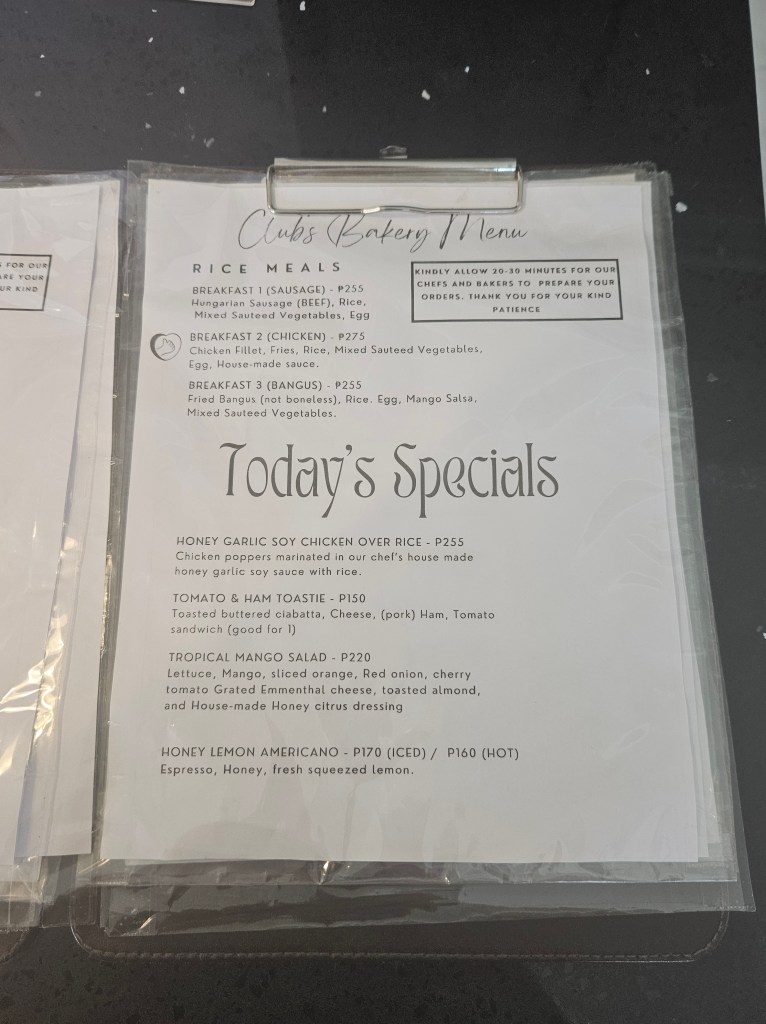 Club's Bakery Menu
RICE MEALS
KINDLY ALLOW 20-30 MINUTES FOR OUR
CHEFS AND BAKERS TO PREPARE YOUR
ORDERS. THANK YOU FOR YOUR KIND
PATIENCE
BREAKFAST 1 (SAUSAGE) - ₱255
Hungarian Sausage (BEEF), Rice,
Mixed Sauteed Vegetables, Egg
BREAKFAST 2 (CHICKEN) - ₱275
Chicken Fillet, Fries, Rice, Mixed Sauteed Vegetables,
Egg, House-made sauce.
BREAKFAST 3 (BANGUS) - ₱255
Fried Bangus (not boneless), Rice. Egg, Mango Salsa,
Mixed Sauteed Vegetables.
Today's Specials
HONEY GARLIC SOY CHICKEN OVER RICE - P255
Chicken poppers marinated in our chef's house made
honey garlic soy sauce with rice.
TOMATO & HAM TOASTIE - P150
Toasted buttered ciabatta, Cheese, (pork) Ham, Tomato
sandwich (good for 1)
TROPICAL MANGO SALAD - P220
Lettuce, Mango, sliced orange, Red onion, cherry
tomato Grated Emmenthal cheese, toasted almond,
and House-made Honey citrus dressing
HONEY LEMON AMERICANO - P170 (ICED) / P160 (HOT)
Espresso, Honey, fresh squeezed lemon.
FOR OUR
YOUR
KIND